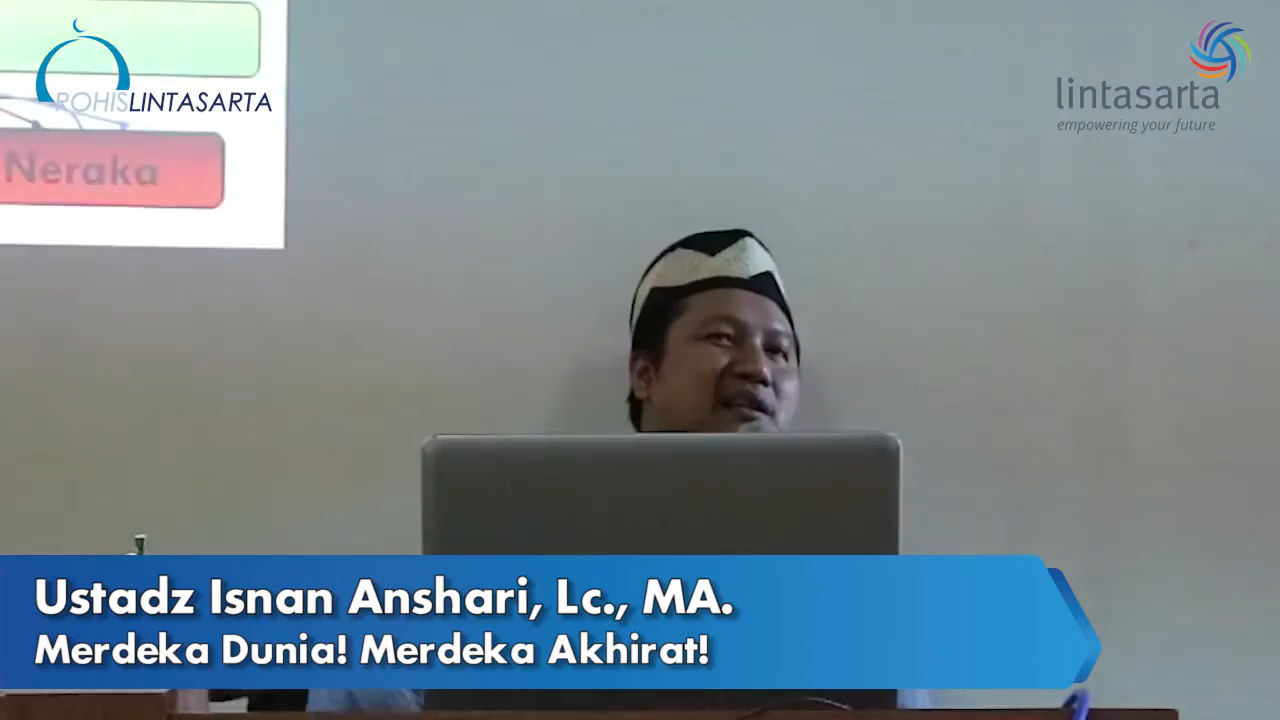 ROHISLINTASARTA
lintasarta
empowering your future
Neraka
Ustadz Isnan Anshari, Lc., MA.
Merdeka Dunia! Merdeka Akhirat!